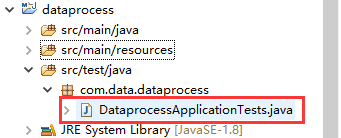 dataprocess
src/main/java
src/main/resources
src/test/java
com.data.dataprocess
DataprocessApplicationTests.java
JRE System Library [JavaSE-1.8]